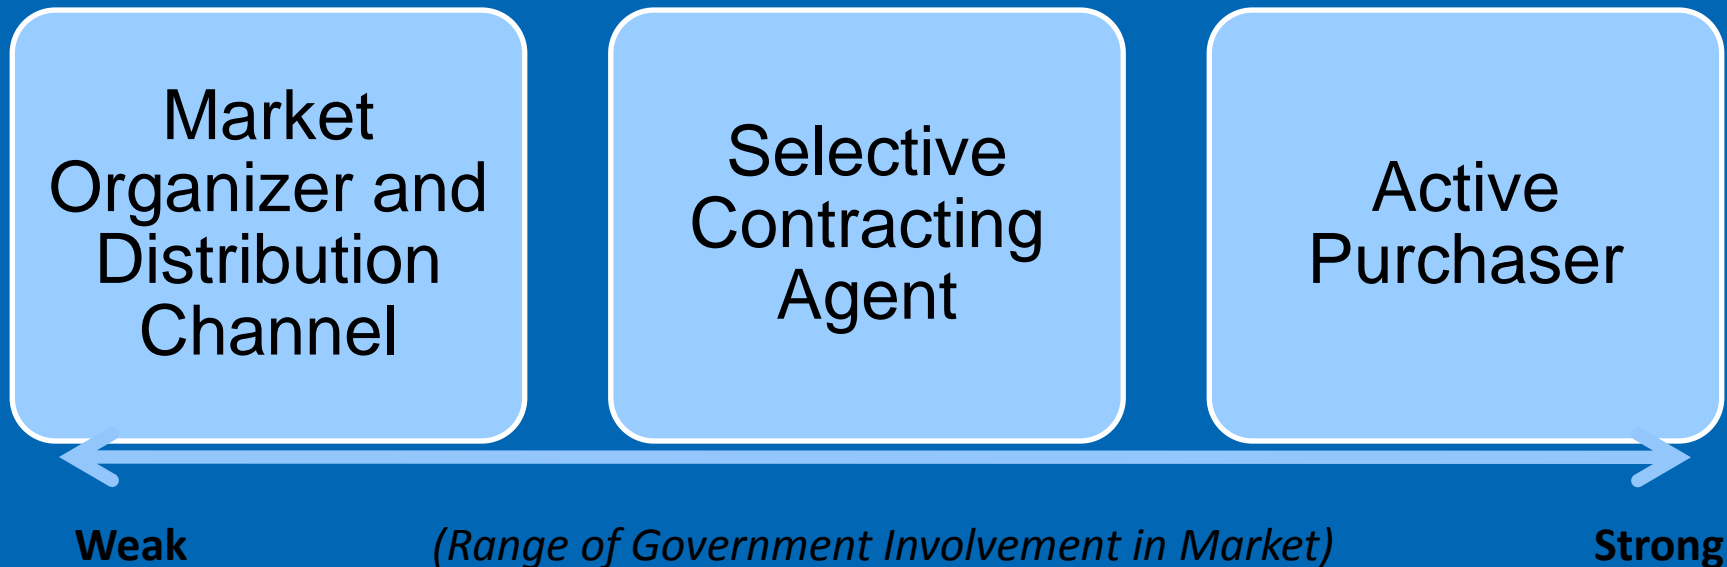 Market
Organizer and
Distribution
Channel
Selective
Contracting
Agent
Active
Purchaser
Weak
(Range of Government Involvement in Market)
Strong